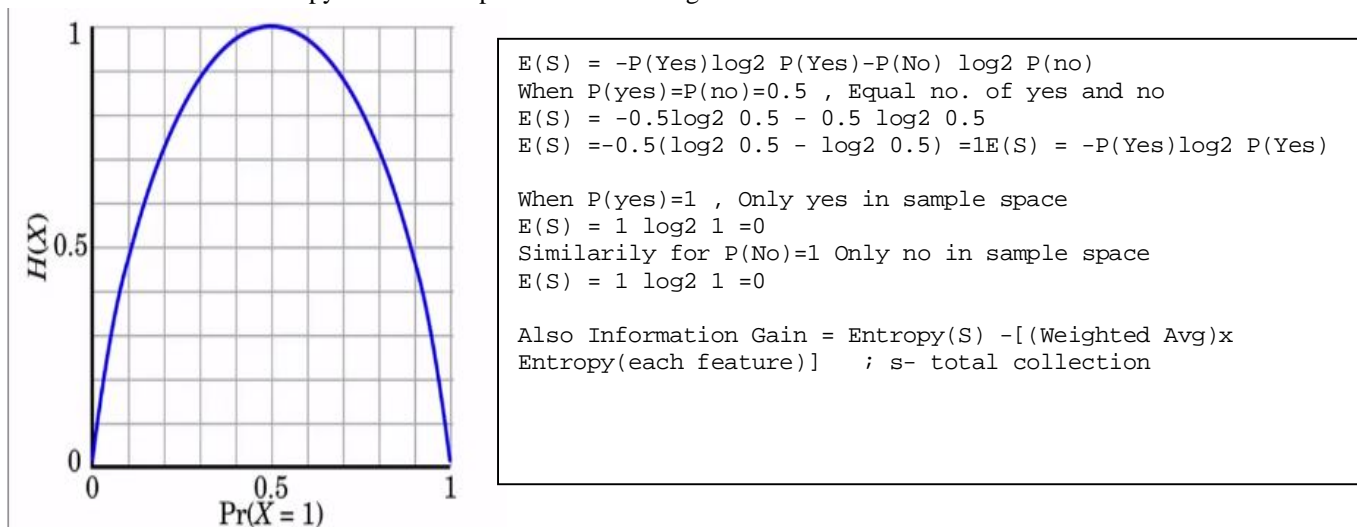 1
0.5
0
H(X)
0
0.5
1
Pr(X = 1)
E(S) = -P(Yes)log2 P(Yes)-P(No) log2 P(no)
When P(yes)=P(no)=0.5 , Equal no. of yes and no
E(S) = -0.5log2 0.5 - 0.5 log2 0.5
E(S) =-0.5(log2 0.5 - log2 0.5) =1E(S) = -P(Yes)log2 P(Yes)
When P(yes)=1 , Only yes in sample space
E(S) = 1 log2 1 =0
Similarily for P(No)=1 Only no in sample space
E(S) = 1 log2 1 =0
Also Information Gain = Entropy(S) -[(Weighted Avg)x
Entropy(each feature)] ; s- total collection